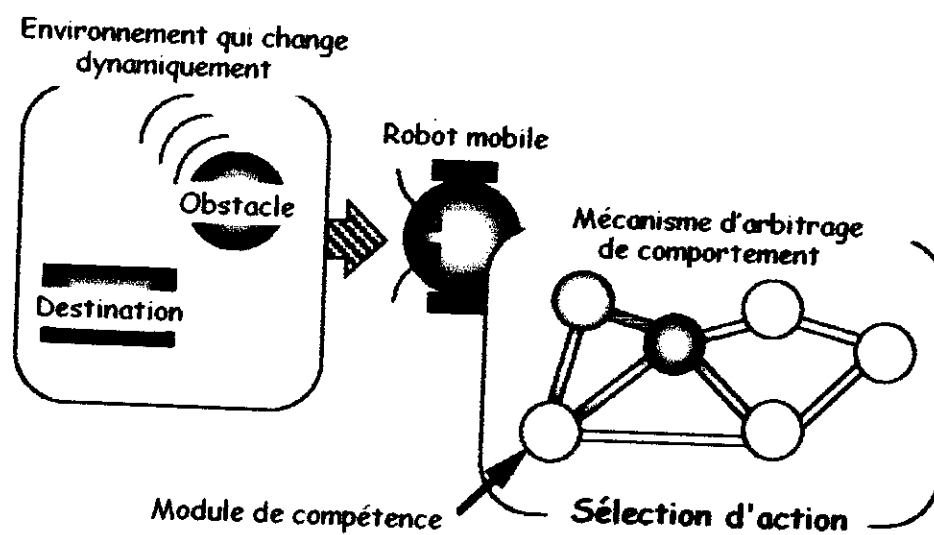 Environnement qui change
dynamiquement
Robot mobile
Obstacle
Destination
Mécanisme d'arbitrage
de comportement
Module de compétence
Sélection d'action